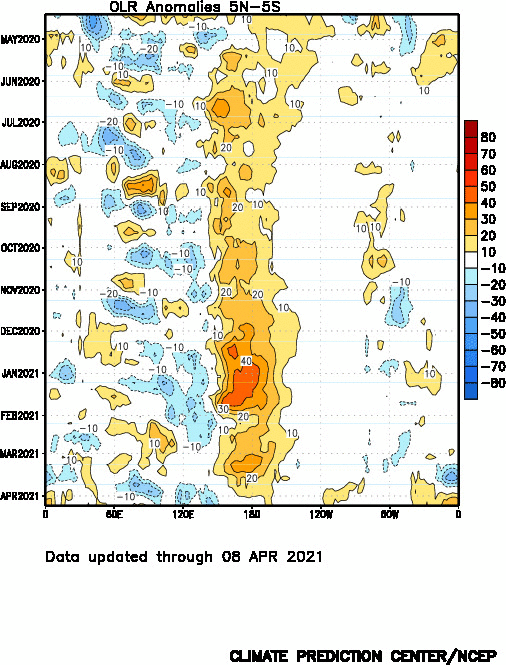 OLR Anomalies 5N-5S
MAY2020
JUN2020
JUL2020
AUG2020
SEP2020
OCT2020
NOV2020
DEC2020
JAN2021
FEB2021
MAR2021
APR2021
0 60E 120E 180 120W 60W 0
80
70
60
50
40
30
20
10
-10
-20
-30
-40
-50
-60
-70
-80
Data updated through 08 APR 2021
CLIMATE PREDICTION CENTER/NCEP